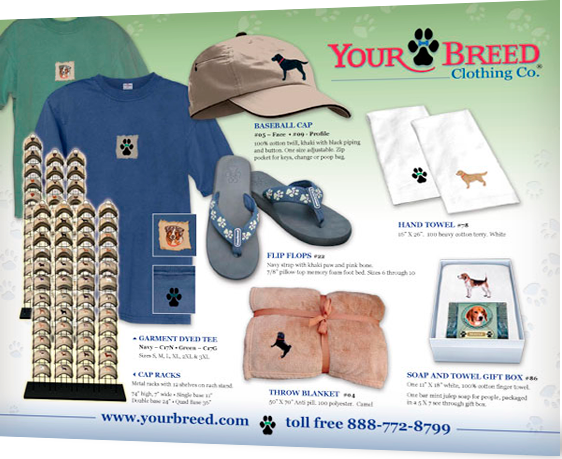 YOUR BREED
Clothing Co.®
BASEBALL CAP
#05 – Face • #09 - Profile
100% cotton twill, khaki with black piping
and button. One size adjustable. Zip
pocket for keys, change or poop bag.
HAND TOWEL #78
16" X 26". 100 heavy cotton terry. White
FLIP FLOPS #22
Navy strap with khaki paw and pink bone.
7/8" pillow-top memory foam foot bed. Sizes 6 through 10
GARMENT DYED TEE
Navy – C17N • Green – C17G
Sizes S, M, L, XL, 2XL & 3XL
CAP RACKS
Metal racks with 12 shelves on each stand.
74" high, 7" wide • Single base 12"
Double base 24" • Quad Base 36"
THROW BLANKET #04
50" X 70" Anti pill. 100 polyester. Camel
SOAP AND TOWEL GIFT BOX #86
One 11" X 18" white, 100% cotton finger towel.
One bar mint julep soap for people, packaged
in a 5 X 7 see through gift box.
www.yourbreed.com toll free 888-772-8799